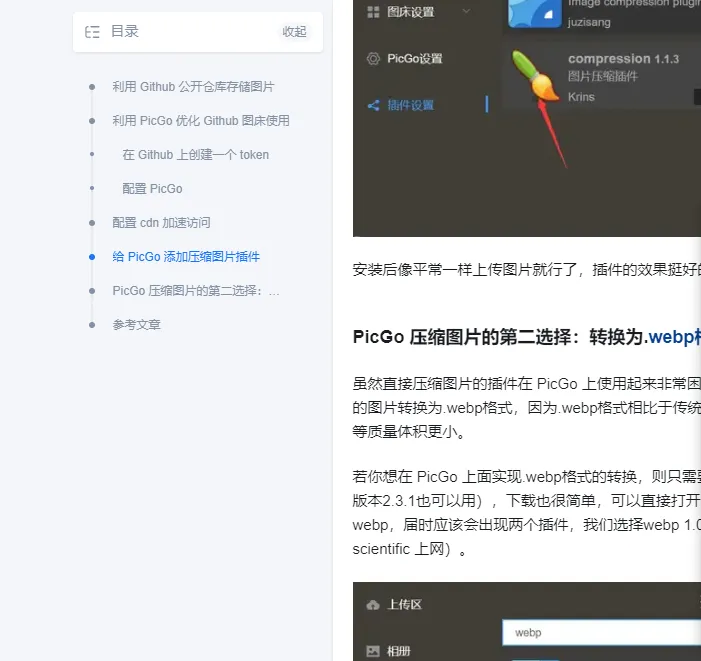 目录
收起
利用 Github 公开仓库存储图片
利用 PicGo 优化 Github 图床使用
在 Github 上创建一个 token
配置 PicGo
配置 cdn 加速访问
给 PicGo 添加压缩图片插件
PicGo 压缩图片的第二选择：…
参考文章
图床设置
PicGo设置
插件设置
image compression plugin
juzisang
compression 1.1.3
图片压缩插件
Krins
安装后像平常一样上传图片就行了，插件的效果挺好
PicGo 压缩图片的第二选择：转换为.webp
虽然直接压缩图片的插件在 PicGo 上使用起来非常困
的图片转换为.webp格式，因为.webp格式相比于传统
等质量体积更小。
若你想在 PicGo 上面实现.webp格式的转换，则只需
版本2.3.1也可以用），下载也很简单，可以直接打开
webp，届时应该会出现两个插件，我们选择webp 1.0
scientific 上网）。
上传区
webp
相册